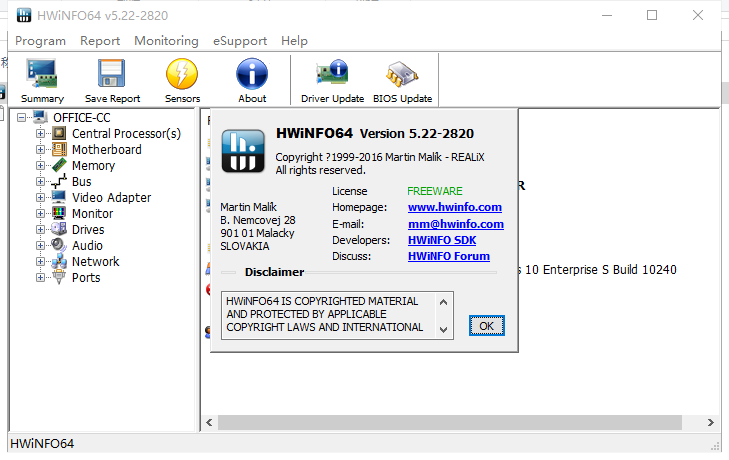 HWiNFO64 v5.22-2820
Program Report Monitoring eSupport Help
Summary Save Report Sensors About Driver Update BIOS Update
OFFICE-CC
Central Processor(s)
Motherboard
Memory
Bus
Video Adapter
Monitor
Drives
Audio
Network
Ports
HWiNFO64 Version 5.22-2820
Copyright ?1999-2016 Martin Malík - REALiX
All rights reserved.
License FREEWARE
Homepage: www.hwinfo.com
E-mail: mm@hwinfo.com
Developers: HWiNFO SDK
Discuss: HWiNFO Forum
Martin Malík
B. Nemcovej 28
901 01 Malacky
SLOVAKIA
Disclaimer
HWiNFO64 IS COPYRIGHTED MATERIAL
AND PROTECTED BY APPLICABLE
COPYRIGHT LAWS AND INTERNATIONAL
OK
R
s 10 Enterprise S Build 10240
HWiNFO64